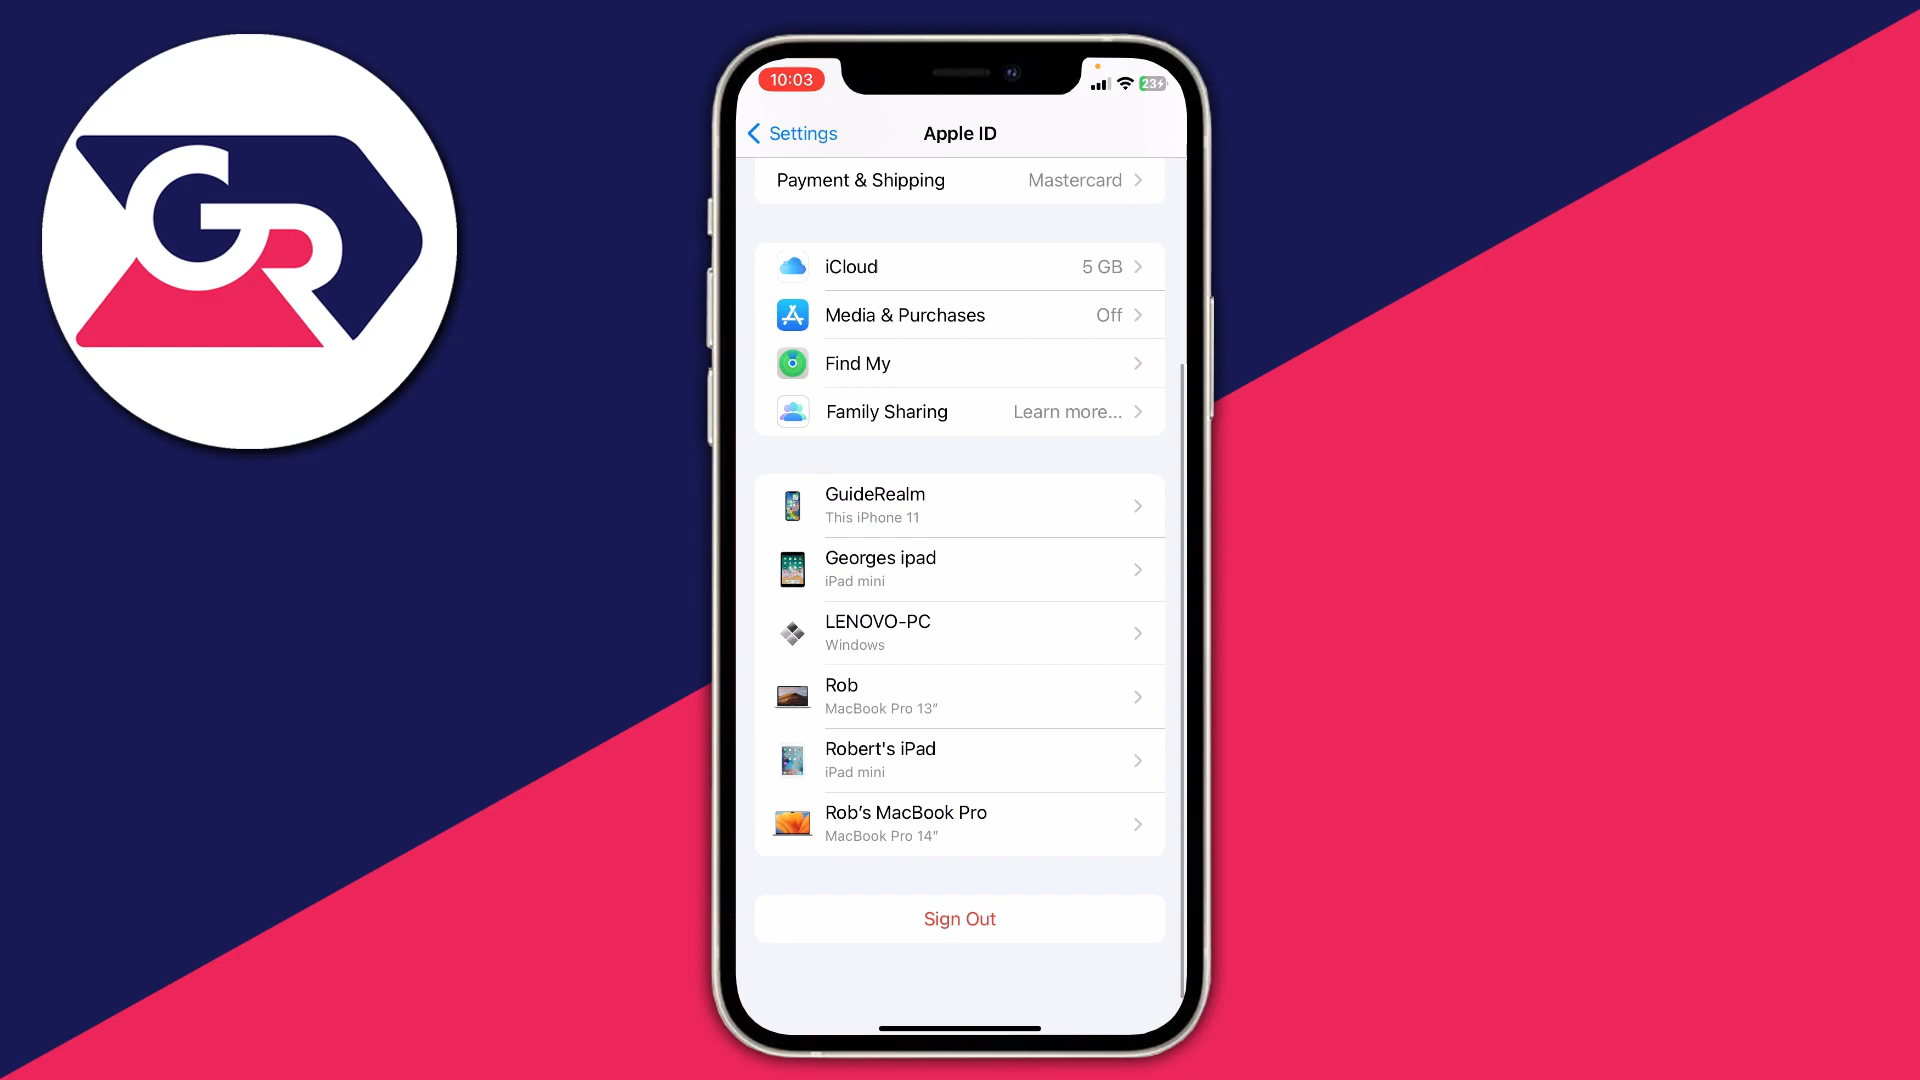 GR
10:03
23
Settings
Apple ID
Payment & Shipping Mastercard
iCloud 5 GB
Media & Purchases Off
Find My
Family Sharing Learn more...
GuideRealm
This iPhone 11
Georges ipad
iPad mini
LENOVO-PC
Windows
Rob
MacBook Pro 13″
Robert's iPad
iPad mini
Rob’s MacBook Pro
MacBook Pro 14″
Sign Out